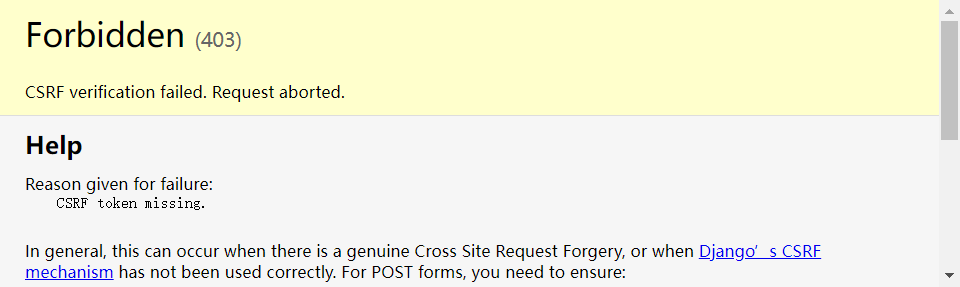 Forbidden (403)
CSRF verification failed. Request aborted.
Help
Reason given for failure:
CSRF token missing.
In general, this can occur when there is a genuine Cross Site Request Forgery, or when Django’s CSRF
mechanism has not been used correctly. For POST forms, you need to ensure: